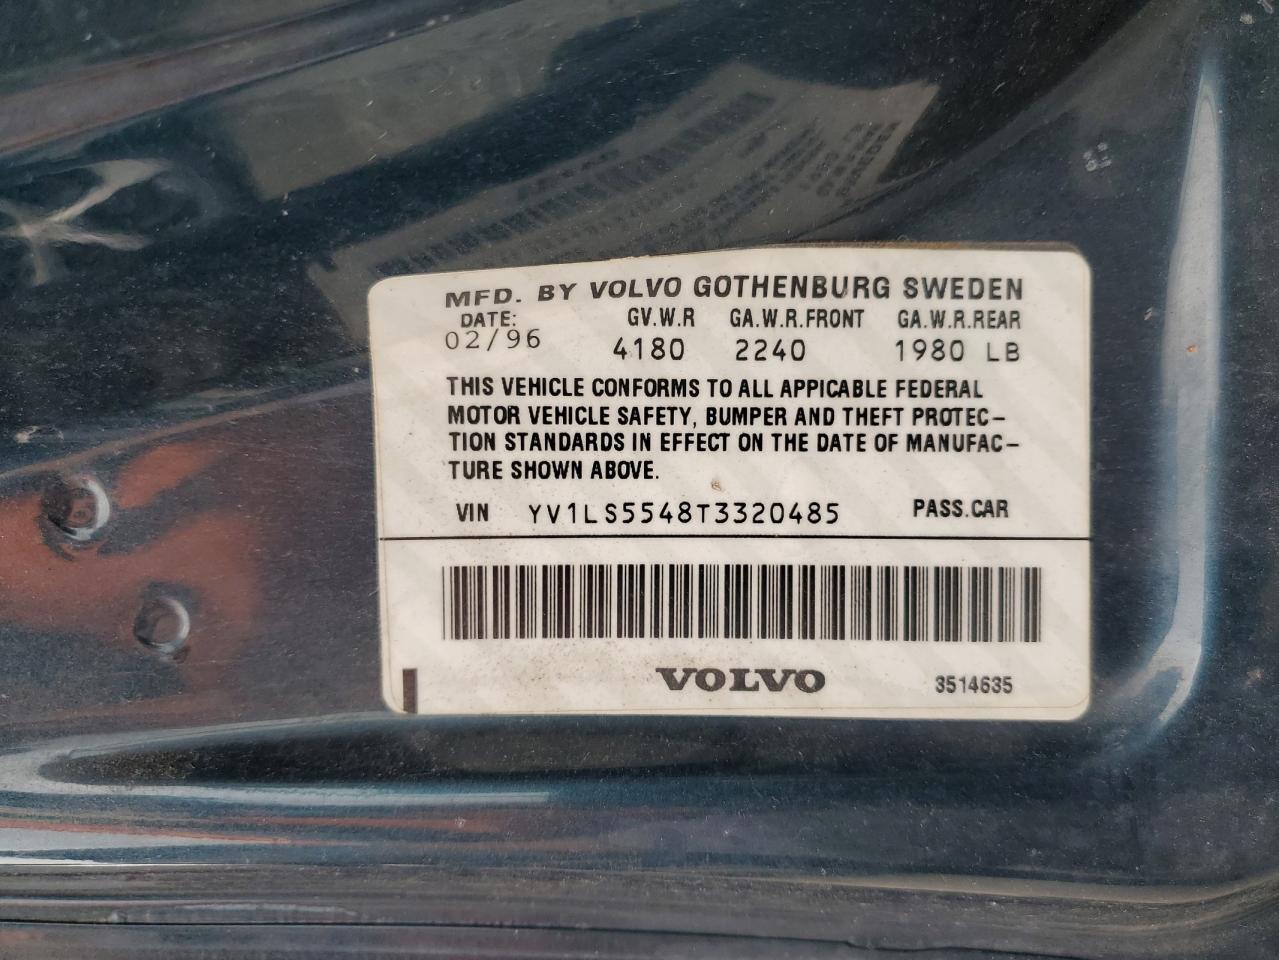 MFD. BY VOLVO GOTHENBURG SWEDEN
DATE: GV.W.R GA.W.R.FRONT GA.W.R.REAR
02/96 4180 2240 1980 LB
THIS VEHICLE CONFORMS TO ALL APPICABLE FEDERAL
MOTOR VEHICLE SAFETY, BUMPER AND THEFT PROTEC-
TION STANDARDS IN EFFECT ON THE DATE OF MANUFAC-
TURE SHOWN ABOVE.
VIN YV1LS5548T3320485 PASS.CAR
VOLVO 3514635